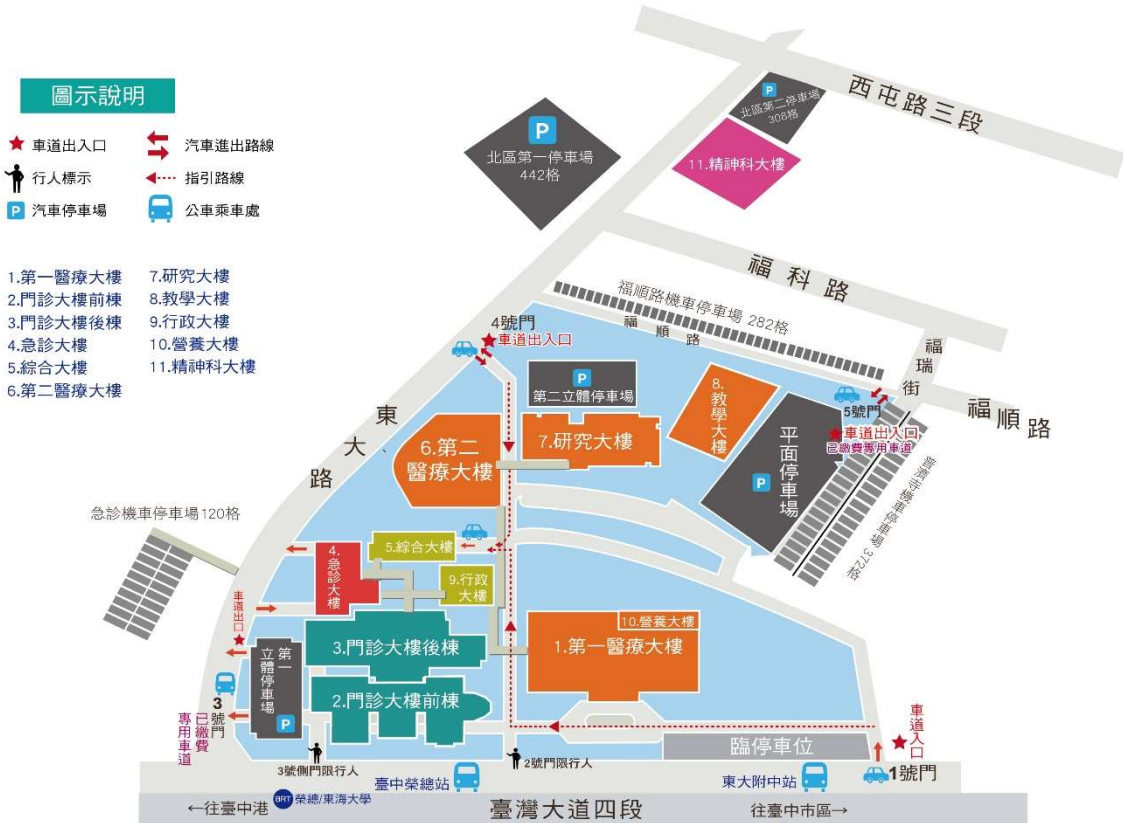 圖示說明
車道出入口
汽車進出路線
行人標示
指引路線
P 汽車停車場
公車乘車處
1.第一醫療大樓
2.門診大樓前棟
3.門診大樓後棟
4.急診大樓
5.綜合大樓
6.第二醫療大樓
7.研究大樓
8.教學大樓
9.行政大樓
10.營養大樓
11.精神科大樓
西屯路三段
P
北區第二停車場
308格
11.精神科大樓
P
北區第一停車場
442格
福科路
福順路機車停車場 282格
福順路
福瑞街
福順路
4號門
車道出入口
5號門
車道出入口
已繳費專用車道
普濟寺機車停車場 372格
東大路
P
第二立體停車場
8.教學大樓
平面停車場
P
7.研究大樓
6.第二
醫療大樓
急診機車停車場120格
5.綜合大樓
4.急診大樓
9.行政
大樓
車道出口
3.門診大樓後棟
10.營養大樓
1.第一醫療大樓
第一
立體停車場
P
2.門診大樓前棟
3號門
已繳費
專用車道
車道入口
臨停車位
1號門
3號側門限行人
2號門限行人
臺中榮總站
東大附中站
←往臺中港
BRT 榮總/東海大學
臺灣大道四段
往臺中市區→